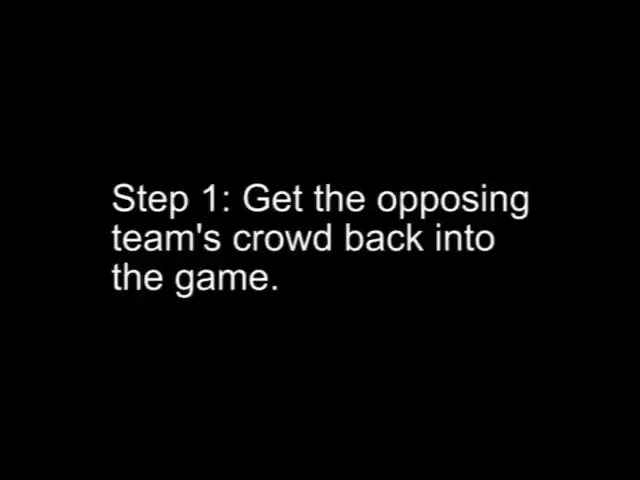 Step 1: Get the opposing
team's crowd back into
the game.